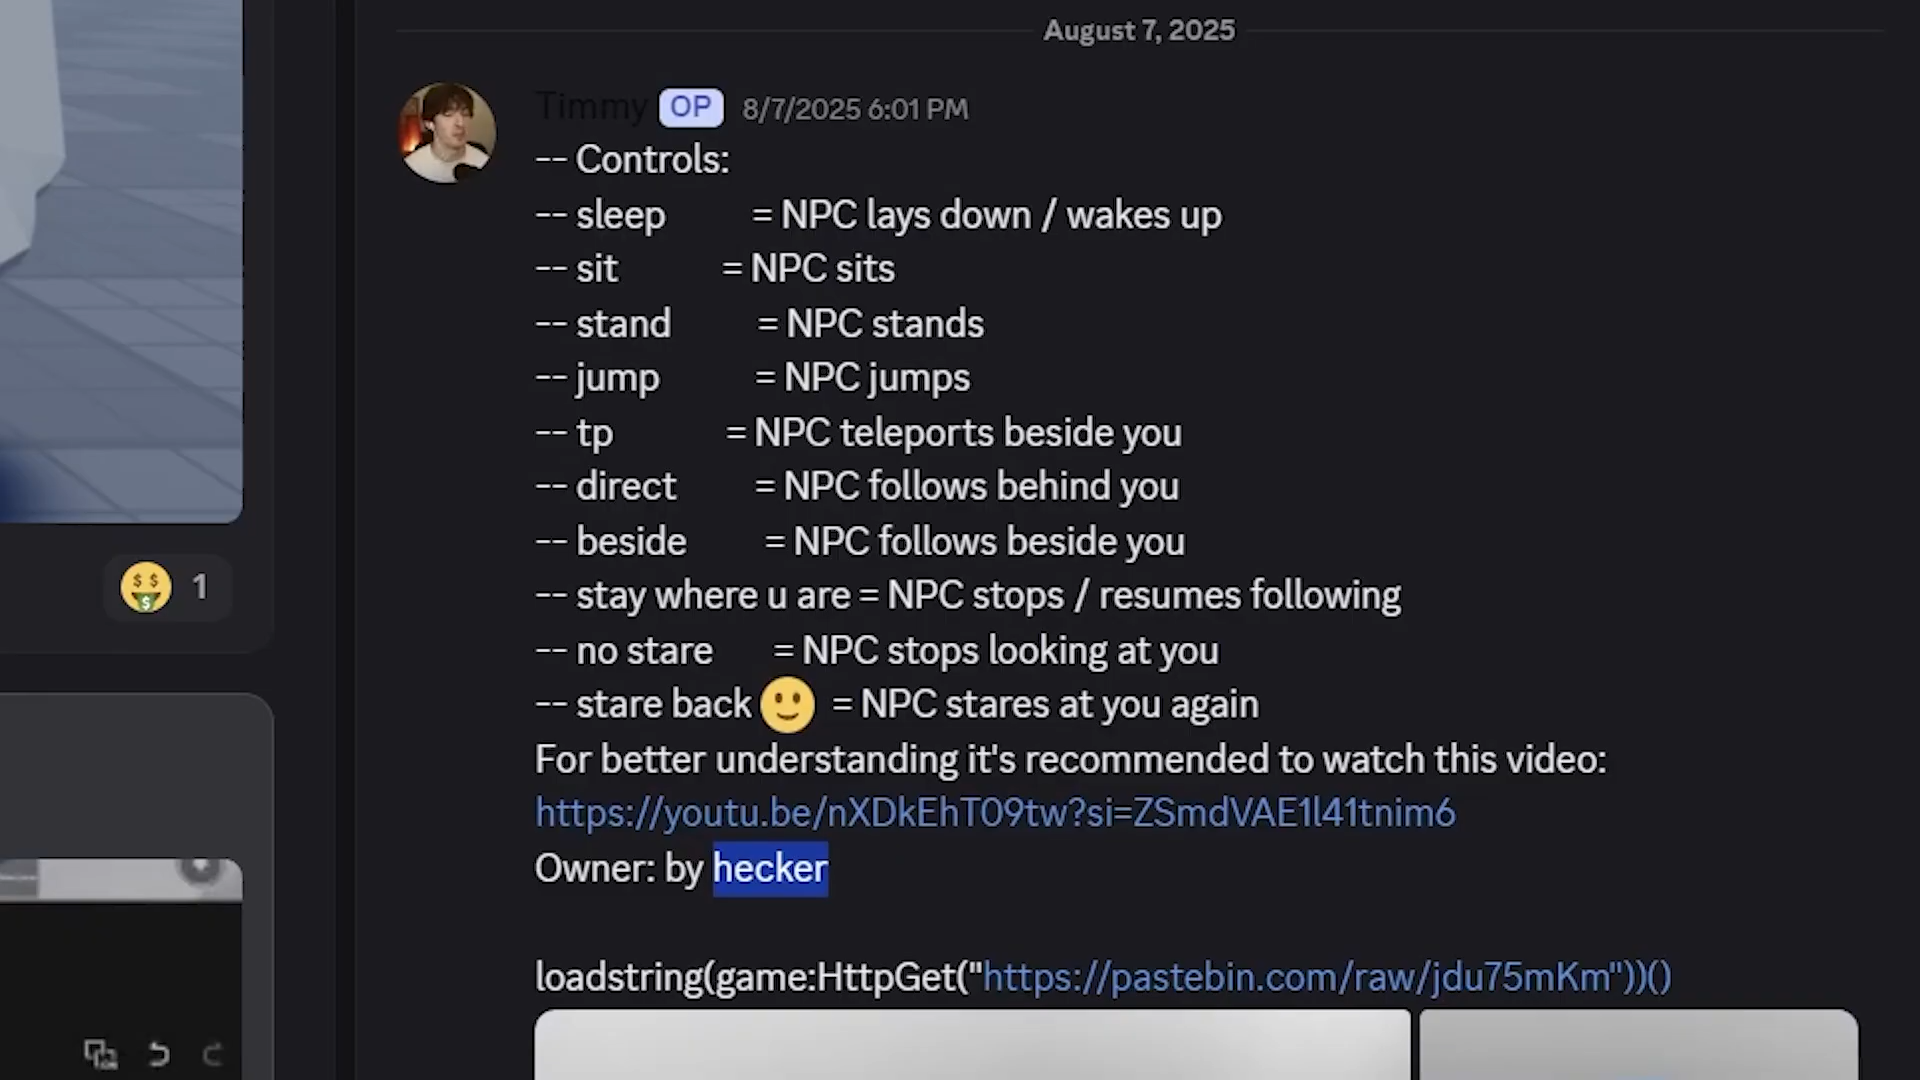 August 7, 2025
Timmy OP 8/7/2025 6:01 PM
-- Controls:
-- sleep = NPC lays down / wakes up
-- sit = NPC sits
-- stand = NPC stands
-- jump = NPC jumps
-- tp = NPC teleports beside you
-- direct = NPC follows behind you
-- beside = NPC follows beside you
-- stay where u are = NPC stops / resumes following
-- no stare = NPC stops looking at you
-- stare back 🙂 = NPC stares at you again
For better understanding it's recommended to watch this video:
https://youtu.be/nXDkEhT09tw?si=ZSmdVAE1l41tnim6
Owner: by hecker
loadstring(game:HttpGet("https://pastebin.com/raw/jdu75mKm"))()
1